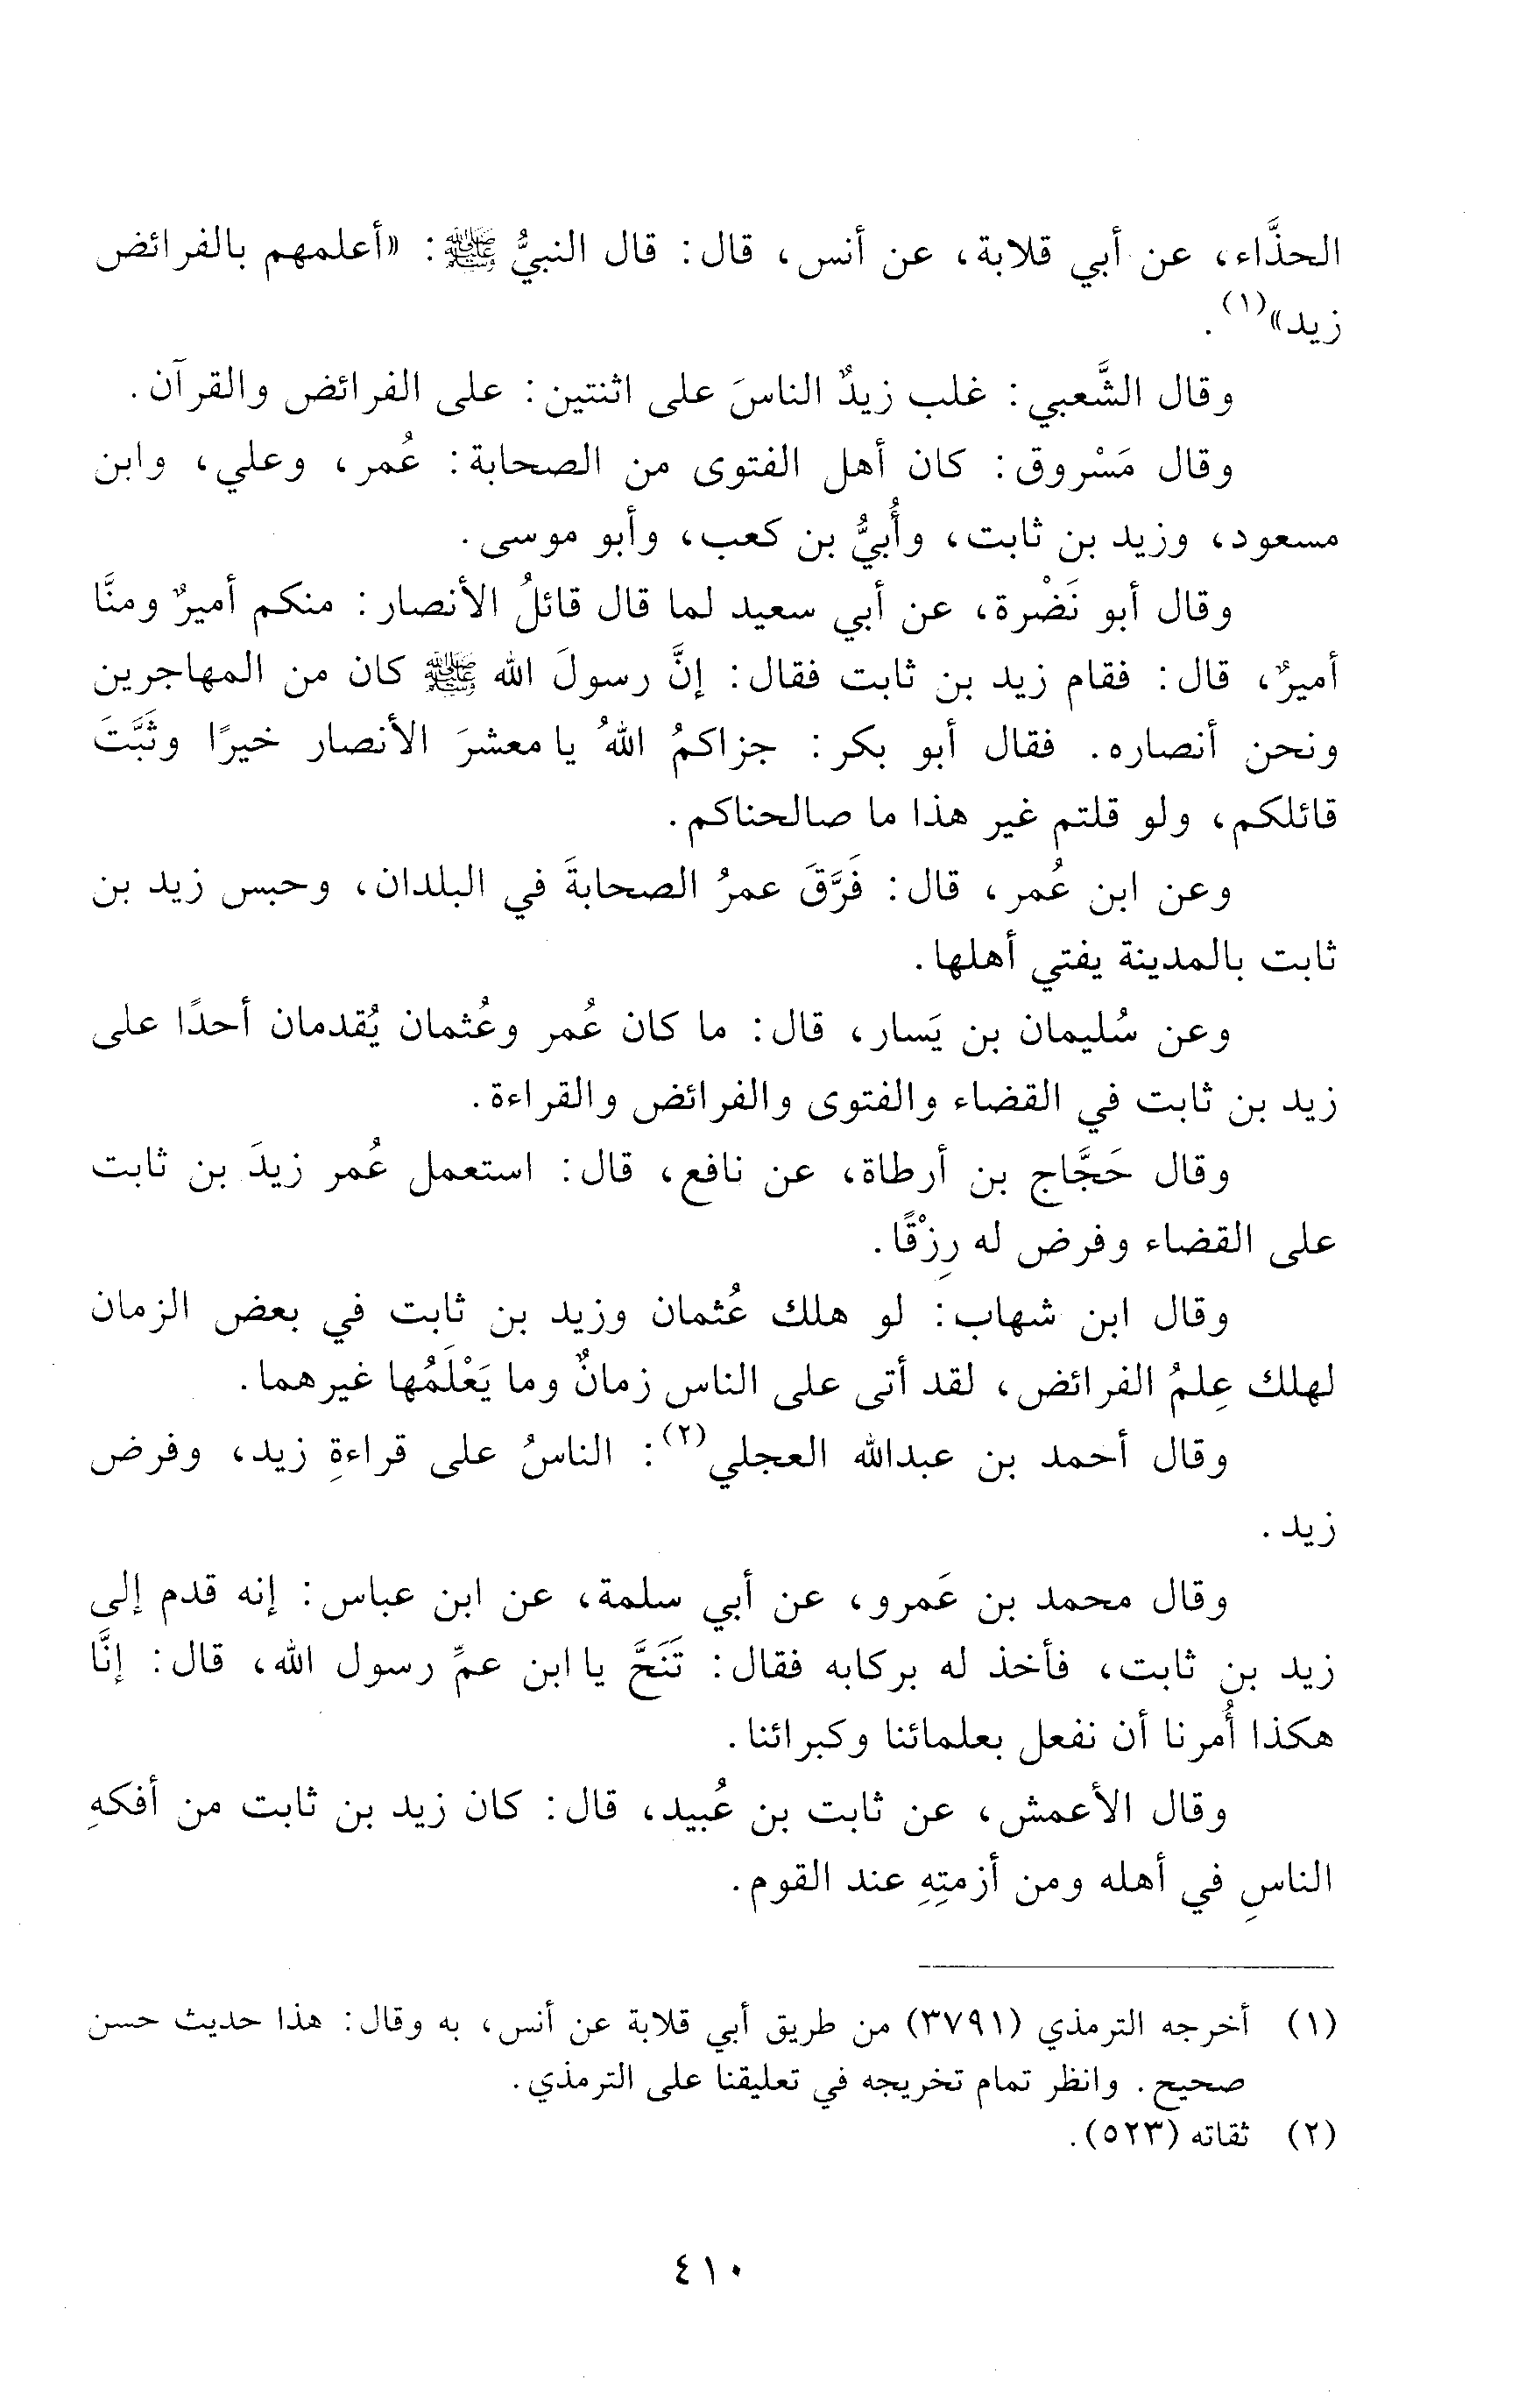 الحذَّاء، عن أبي قلابة، عن أنس، قال: قال النبيُّ ﷺ: «أعلمهم بالفرائض
زيد»(١).
وقال الشَّعبي: غلب زيدٌ الناسَ على اثنتين: على الفرائض والقرآن.
وقال مَسْروق: كان أهل الفتوى من الصحابة: عُمر، وعلي، وابن
مسعود، وزيد بن ثابت، وأُبيُّ بن كعب، وأبو موسى.
وقال أبو نَضْرة، عن أبي سعيد لما قال قائلُ الأنصار: منكم أميرٌ ومنَّا
أميرٌ، قال: فقام زيد بن ثابت فقال: إنَّ رسولَ الله ﷺ كان من المهاجرين
ونحن أنصاره. فقال أبو بكر: جزاكمُ اللهُ يا معشرَ الأنصار خيرًا وثَبَّتَ
قائلكم، ولو قلتم غير هذا ما صالحناكم.
وعن ابن عُمر، قال: فَرَّقَ عمرُ الصحابةَ في البلدان، وحبس زيد بن
ثابت بالمدينة يفتي أهلها.
وعن سُليمان بن يَسار، قال: ما كان عُمر وعُثمان يُقدمان أحدًا على
زيد بن ثابت في القضاء والفتوى والفرائض والقراءة.
وقال حَجَّاج بن أرطاة، عن نافع، قال: استعمل عُمر زيدَ بن ثابت
على القضاء وفرض له رِزْقًا.
وقال ابن شهاب: لو هلك عُثمان وزيد بن ثابت في بعض الزمان
لهلك عِلمُ الفرائض، لقد أتى على الناس زمانٌ وما يَعْلَمُها غيرهما.
وقال أحمد بن عبدالله العجلي(٢): الناسُ على قراءةِ زيد، وفرض
زيد.
وقال محمد بن عَمرو، عن أبي سلمة، عن ابن عباس: إنه قدم إلى
زيد بن ثابت، فأخذ له بركابه فقال: تَنَحَّ يا ابن عمِّ رسول الله، قال: إنَّا
هكذا أُمرنا أن نفعل بعلمائنا وكبرائنا.
وقال الأعمش، عن ثابت بن عُبيد، قال: كان زيد بن ثابت من أفكهِ
الناسِ في أهله ومن أزمتِهِ عند القوم.
(١) أخرجه الترمذي (٣٧٩١) من طريق أبي قلابة عن أنس، به وقال: هذا حديث حسن
صحيح. وانظر تمام تخريجه في تعليقنا على الترمذي.
(٢) ثقاته (٥٢٣).
٤١٠